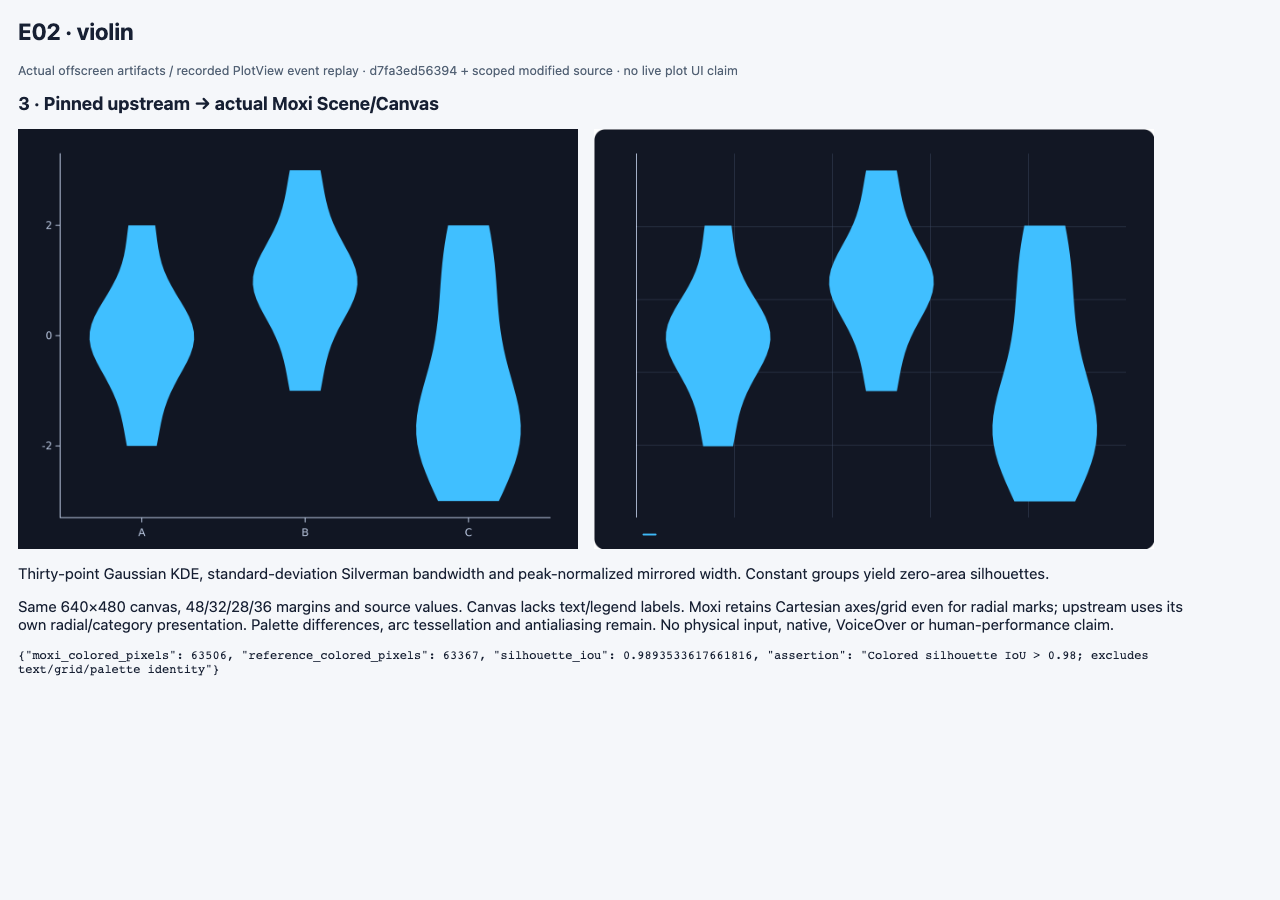 E02 · violin
Actual offscreen artifacts / recorded PlotView event replay · d7fa3ed56394 + scoped modified source · no live plot UI claim
3 · Pinned upstream → actual Moxi Scene/Canvas
2
0
-2
A B C
Thirty-point Gaussian KDE, standard-deviation Silverman bandwidth and peak-normalized mirrored width. Constant groups yield zero-area silhouettes.
Same 640×480 canvas, 48/32/28/36 margins and source values. Canvas lacks text/legend labels. Moxi retains Cartesian axes/grid even for radial marks; upstream uses its
own radial/category presentation. Palette differences, arc tessellation and antialiasing remain. No physical input, native, VoiceOver or human-performance claim.
{"moxi_colored_pixels": 63506, "reference_colored_pixels": 63367, "silhouette_iou": 0.9893533617661816, "assertion": "Colored silhouette IoU > 0.98; excludes
text/grid/palette identity"}